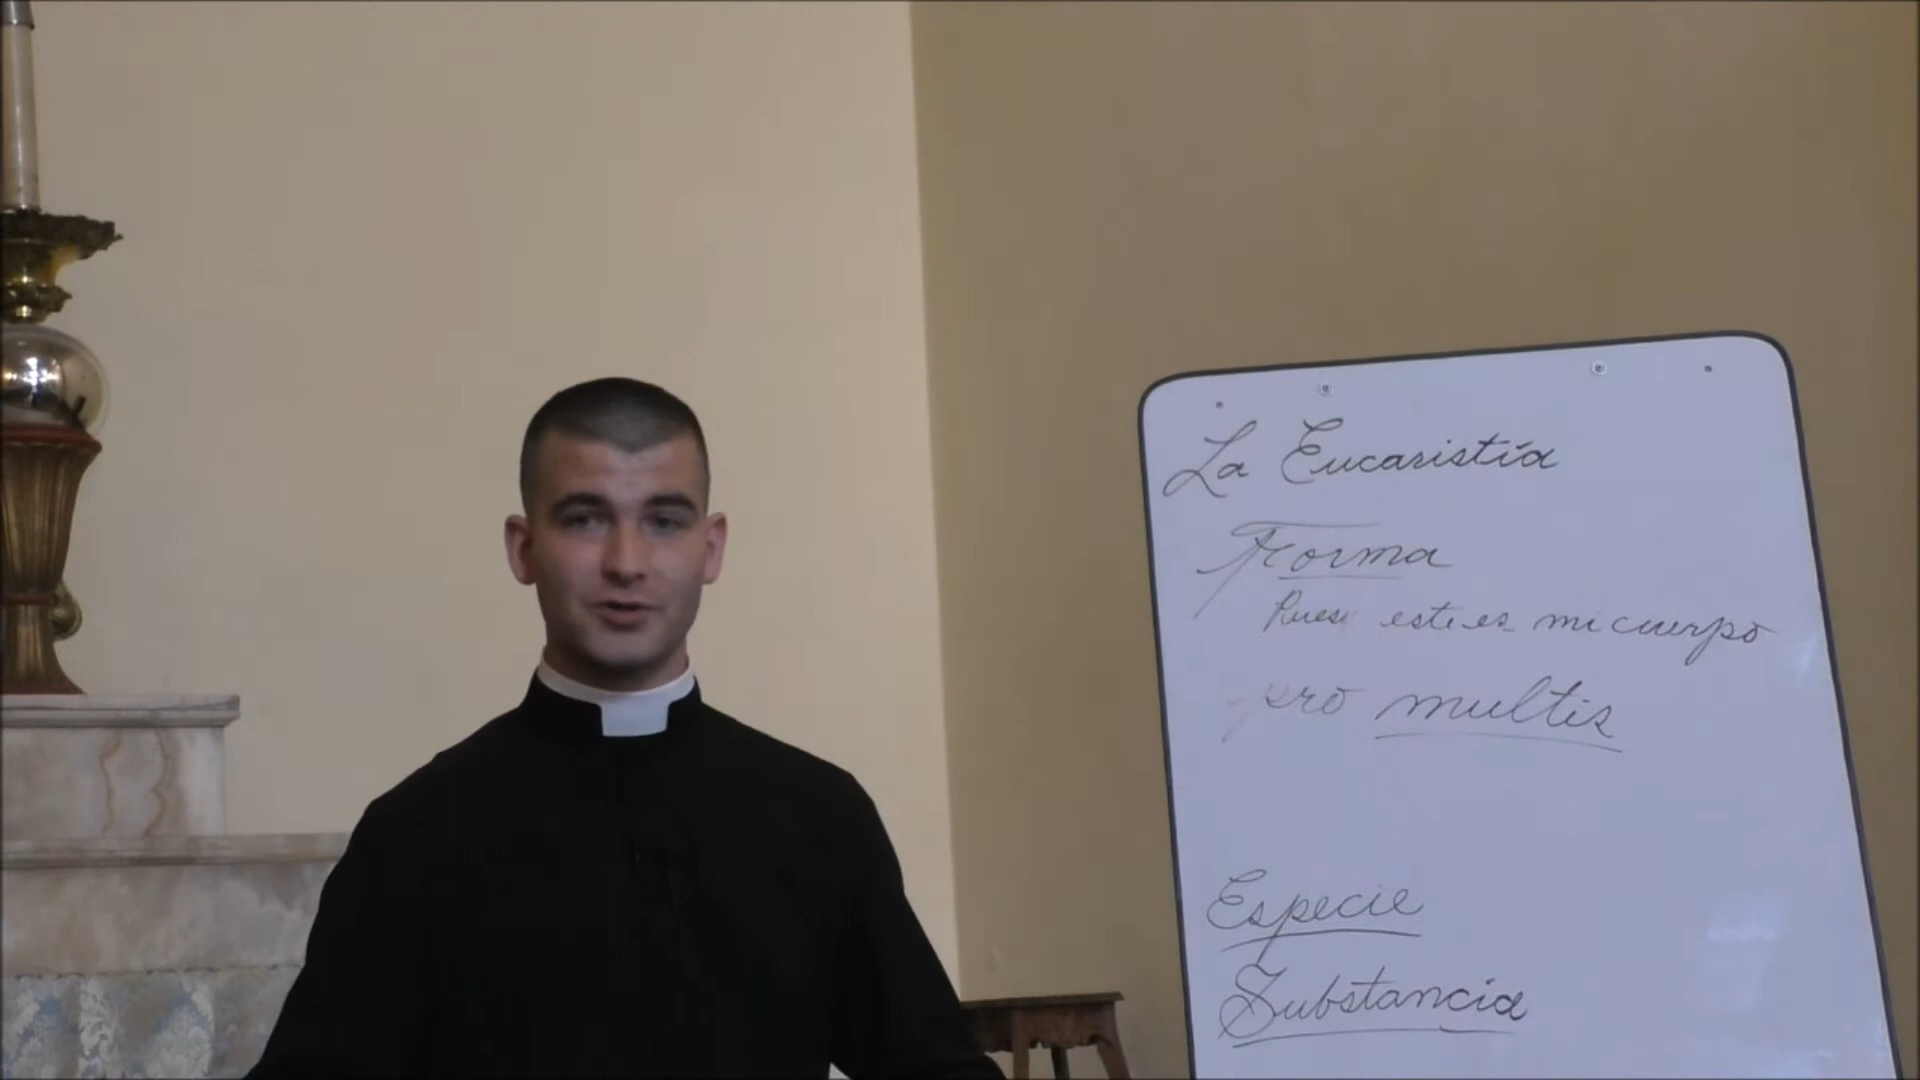 La Eucaristía
Forma
Pues este es mi cuerpo
pro multis
Especie
Substancia